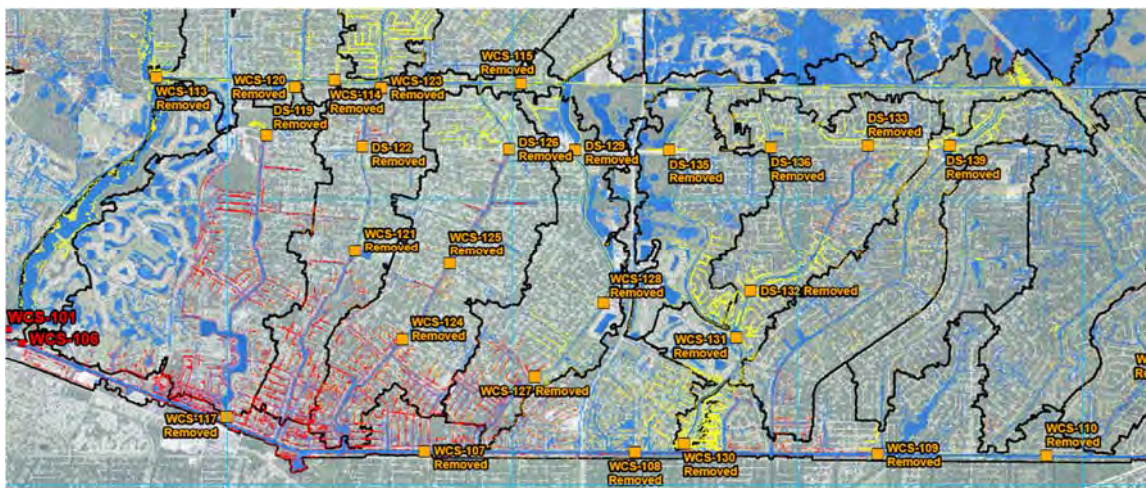 WCS-115
Removed
WCS-120
Removed
WCS-123
Removed
WCS-113
Removed
WCS-114
Removed
DS-119
Removed
DS-133
Removed
DS-122
Removed
DS-126
Removed
DS-129
Removed
DS-135
Removed
DS-136
Removed
DS-139
Removed
WCS-121
Removed
WCS-125
Removed
WCS-128
Removed
DS-132 Removed
WCS-101
WCS-124
Removed
WCS-131
Removed
WCS-127 Removed
WCS-117
Removed
WCS-107
Removed
WCS-108
Removed
WCS-130
Removed
WCS-109
Removed
WCS-110
Removed